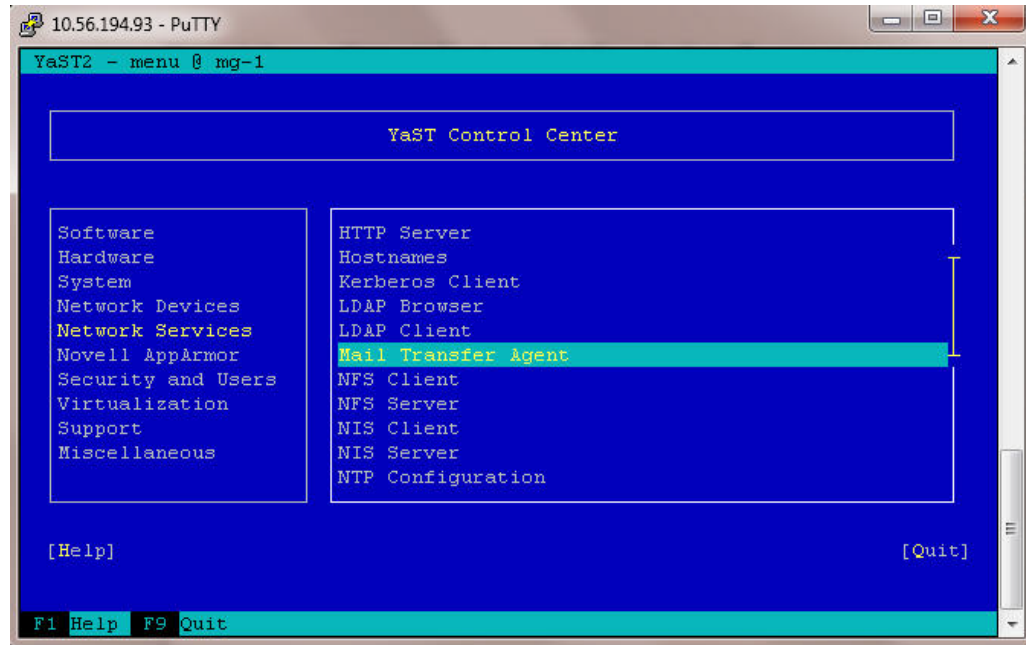 10.56.194.93 - PuTTY
YaST2 - menu @ mg-1
YaST Control Center
Software
Hardware
System
Network Devices
Network Services
Novell AppArmor
Security and Users
Virtualization
Support
Miscellaneous
HTTP Server
Hostnames
Kerberos Client
LDAP Browser
LDAP Client
Mail Transfer Agent
NFS Client
NFS Server
NIS Client
NIS Server
NTP Configuration
[Help] [Quit]
F1 Help F9 Quit